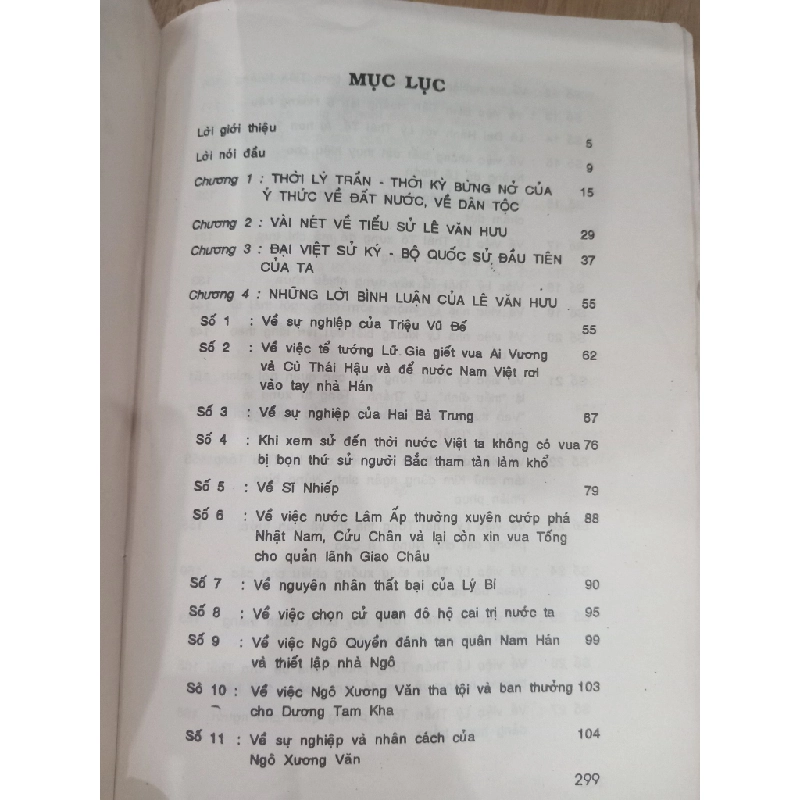 MỤC LỤC
Lời giới thiệu 5
Lời nói đầu 9
Chương 1 : THỜI LÝ TRẦN - THỜI KỲ BỪNG NỞ CỦA 15
Ý THỨC VỀ ĐẤT NƯỚC, VỀ DÂN TỘC
Chương 2 : VÀI NÉT VỀ TIỂU SỬ LÊ VĂN HƯU 29
Chương 3 : ĐẠI VIỆT SỬ KÝ - BỘ QUỐC SỬ ĐẦU TIÊN 37
CỦA TA
Chương 4 : NHỮNG LỜI BÌNH LUẬN CỦA LÊ VĂN HƯU 55
Số 1 : Về sự nghiệp của Triệu Vũ Đế 55
Số 2 : Về việc tể tướng Lữ Gia giết vua Ai Vương 62
và Cù Thái Hậu và để nước Nam Việt rơi
vào tay nhà Hán
Số 3 : Về sự nghiệp của Hai Bà Trưng 67
Số 4 : Khi xem sử đến thời nước Việt ta không có vua 76
bị bọn thứ sử người Bắc tham tàn làm khổ
Số 5 : Về Sĩ Nhiếp 79
Số 6 : Về việc nước Lâm Ấp thường xuyên cướp phá 88
Nhật Nam, Cửu Chân và lại còn xin vua Tống
cho quản lãnh Giao Châu
Số 7 : Về nguyên nhân thất bại của Lý Bí 90
Số 8 : Về việc chọn cử quan đô hộ cai trị nước ta 95
Số 9 : Về việc Ngô Quyền đánh tan quân Nam Hán 99
và thiết lập nhà Ngô
Số 10 : Về việc Ngô Xương Văn tha tội và ban thưởng 103
cho Dương Tam Kha
Số 11 : Về sự nghiệp và nhân cách của 104
Ngô Xương Văn
299